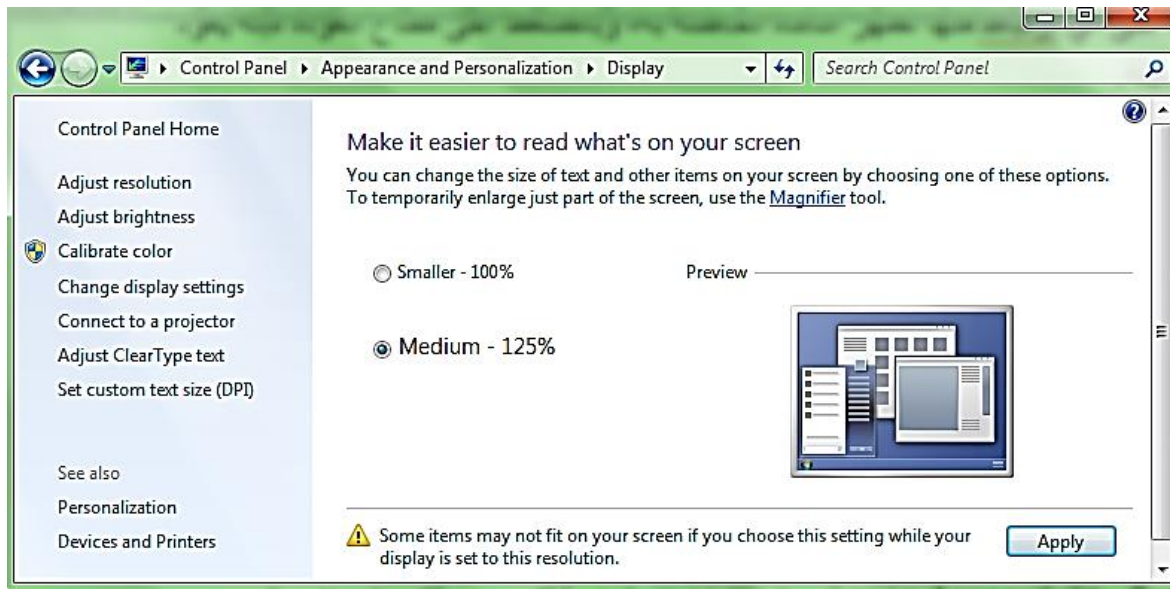 Control Panel Appearance and Personalization Display
Search Control Panel
Control Panel Home
Adjust resolution
Adjust brightness
Calibrate color
Change display settings
Connect to a projector
Adjust ClearType text
Set custom text size (DPI)
See also
Personalization
Devices and Printers
Make it easier to read what's on your screen
You can change the size of text and other items on your screen by choosing one of these options.
To temporarily enlarge just part of the screen, use the Magnifier tool.
Smaller - 100%
Preview
Medium - 125%
Some items may not fit on your screen if you choose this setting while your
display is set to this resolution.
Apply